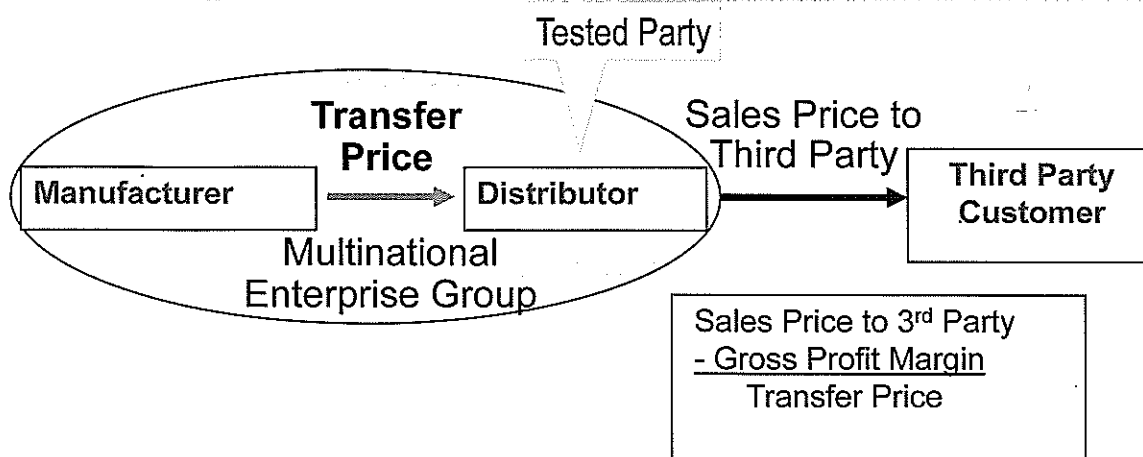 Tested Party
Transfer
Price
Sales Price to
Third Party
Manufacturer
Distributor
Third Party
Customer
Multinational
Enterprise Group
Sales Price to 3rd Party
- Gross Profit Margin
Transfer Price